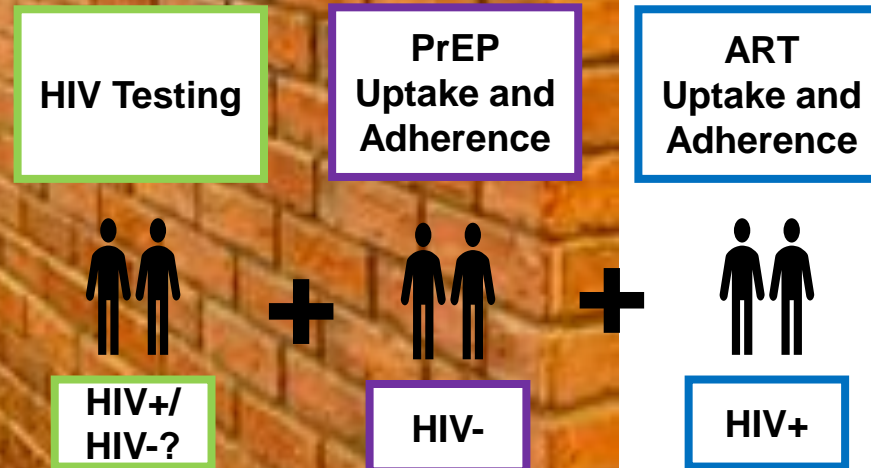 HIV Testing
PrEP
Uptake and
Adherence
ART
Uptake and
Adherence
+
+
HIV+/
HIV-?
HIV-
HIV+